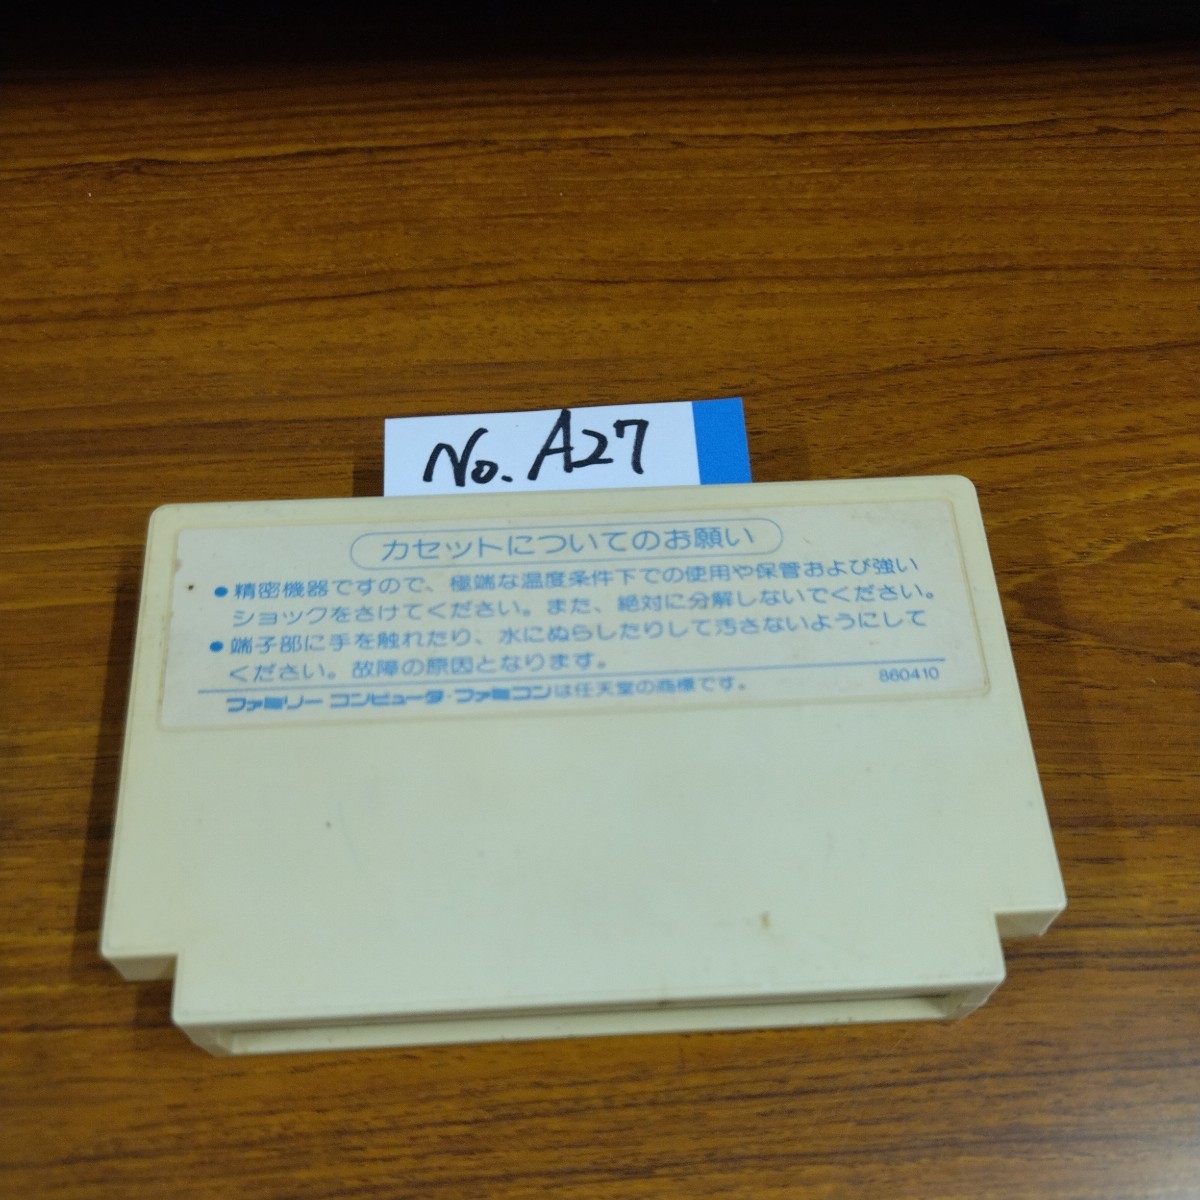 No. A27
カセットについてのお願い
●精密機器ですので、極端な温度条件下での使用や保管および強い
ショックをさけてください。また、絶対に分解しないでください。
●端子部に手を触れたり、水にぬらしたりして汚さないようにして
ください。故障の原因となります。
860410
ファミリーコンピュータ・ファミコンは任天堂の商標です。